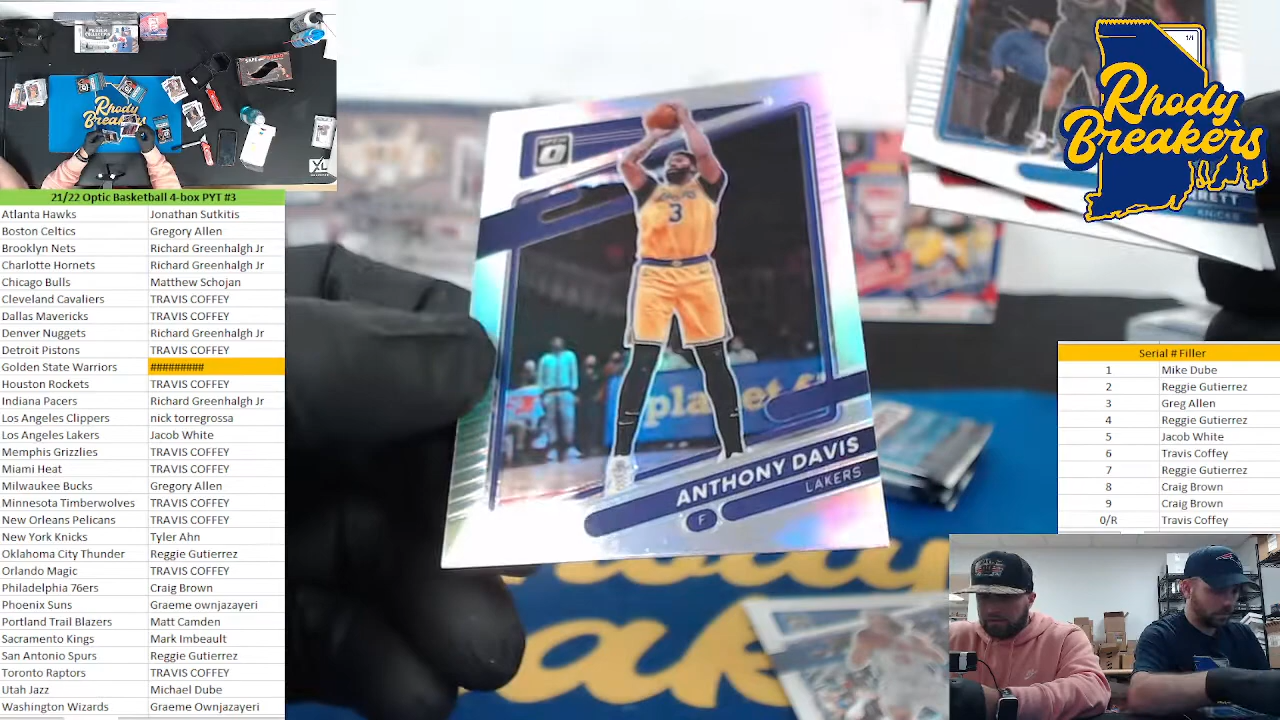 Rhody
Breakers
1/1
Rhody
Breakers
XL
21/22 Optic Basketball 4-box PYT #3
Atlanta Hawks Jonathan Sutkitis
Boston Celtics Gregory Allen
Brooklyn Nets Richard Greenhalgh Jr
Charlotte Hornets Richard Greenhalgh Jr
Chicago Bulls Matthew Schojan
Cleveland Cavaliers TRAVIS COFFEY
Dallas Mavericks TRAVIS COFFEY
Denver Nuggets Richard Greenhalgh Jr
Detroit Pistons TRAVIS COFFEY
Golden State Warriors #########
Houston Rockets TRAVIS COFFEY
Indiana Pacers Richard Greenhalgh Jr
Los Angeles Clippers nick torregrossa
Los Angeles Lakers Jacob White
Memphis Grizzlies TRAVIS COFFEY
Miami Heat TRAVIS COFFEY
Milwaukee Bucks Gregory Allen
Minnesota Timberwolves TRAVIS COFFEY
New Orleans Pelicans TRAVIS COFFEY
New York Knicks Tyler Ahn
Oklahoma City Thunder Reggie Gutierrez
Orlando Magic TRAVIS COFFEY
Philadelphia 76ers Craig Brown
Phoenix Suns Graeme ownjazayeri
Portland Trail Blazers Matt Camden
Sacramento Kings Mark Imbeault
San Antonio Spurs Reggie Gutierrez
Toronto Raptors TRAVIS COFFEY
Utah Jazz Michael Dube
Washington Wizards Graeme Ownjazayeri
3
ANTHONY DAVIS
LAKERS
F
KNICKS
Serial # Filler
1 Mike Dube
2 Reggie Gutierrez
3 Greg Allen
4 Reggie Gutierrez
5 Jacob White
6 Travis Coffey
7 Reggie Gutierrez
8 Craig Brown
9 Craig Brown
0/R Travis Coffey